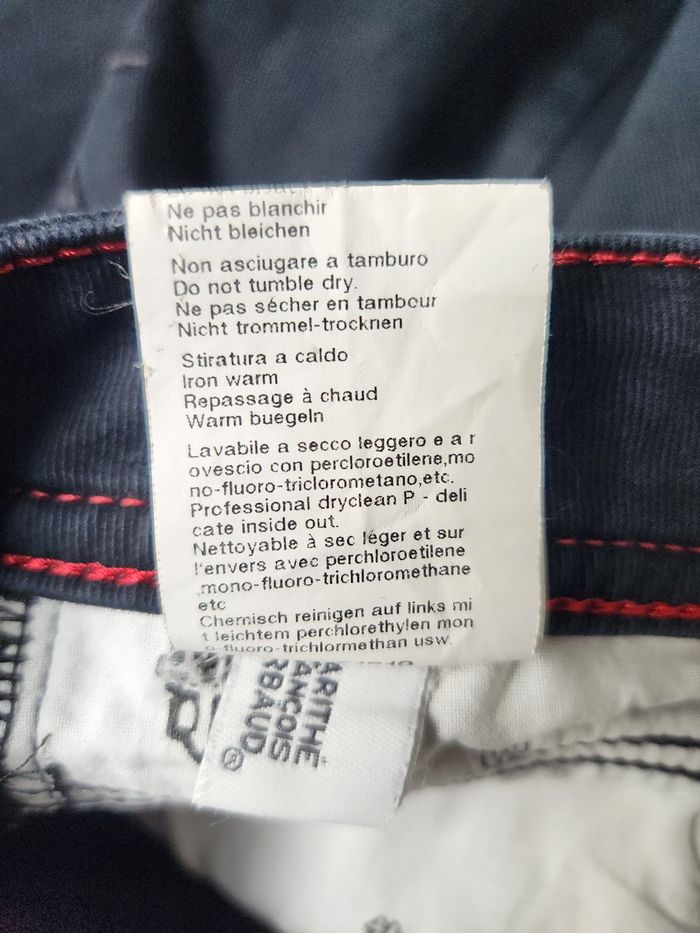 Ne pas blanchir
Nicht bleichen
Non asciugare a tamburo
Do not tumble dry.
Ne pas sécher en tambour
Nicht trommel-trocknen
Stiratura a caldo
Iron warm
Repassage à chaud
Warm buegeln
Lavabile a secco leggero e a r
ovescio con percloroetilene,mo
no-fluoro-triclorometano,etc.
Professional dryclean P - deli
cate inside out.
Nettoyable à sec léger et sur
l'envers avec perchloroetilene
,mono-fluoro-trichloromethane
etc
Chemisch reinigen auf links mi
t leichtem perchlorethylen mon
o-fluoro-trichlormethan usw.
ARITHÉ
ANÇOIS
RBAUD
®